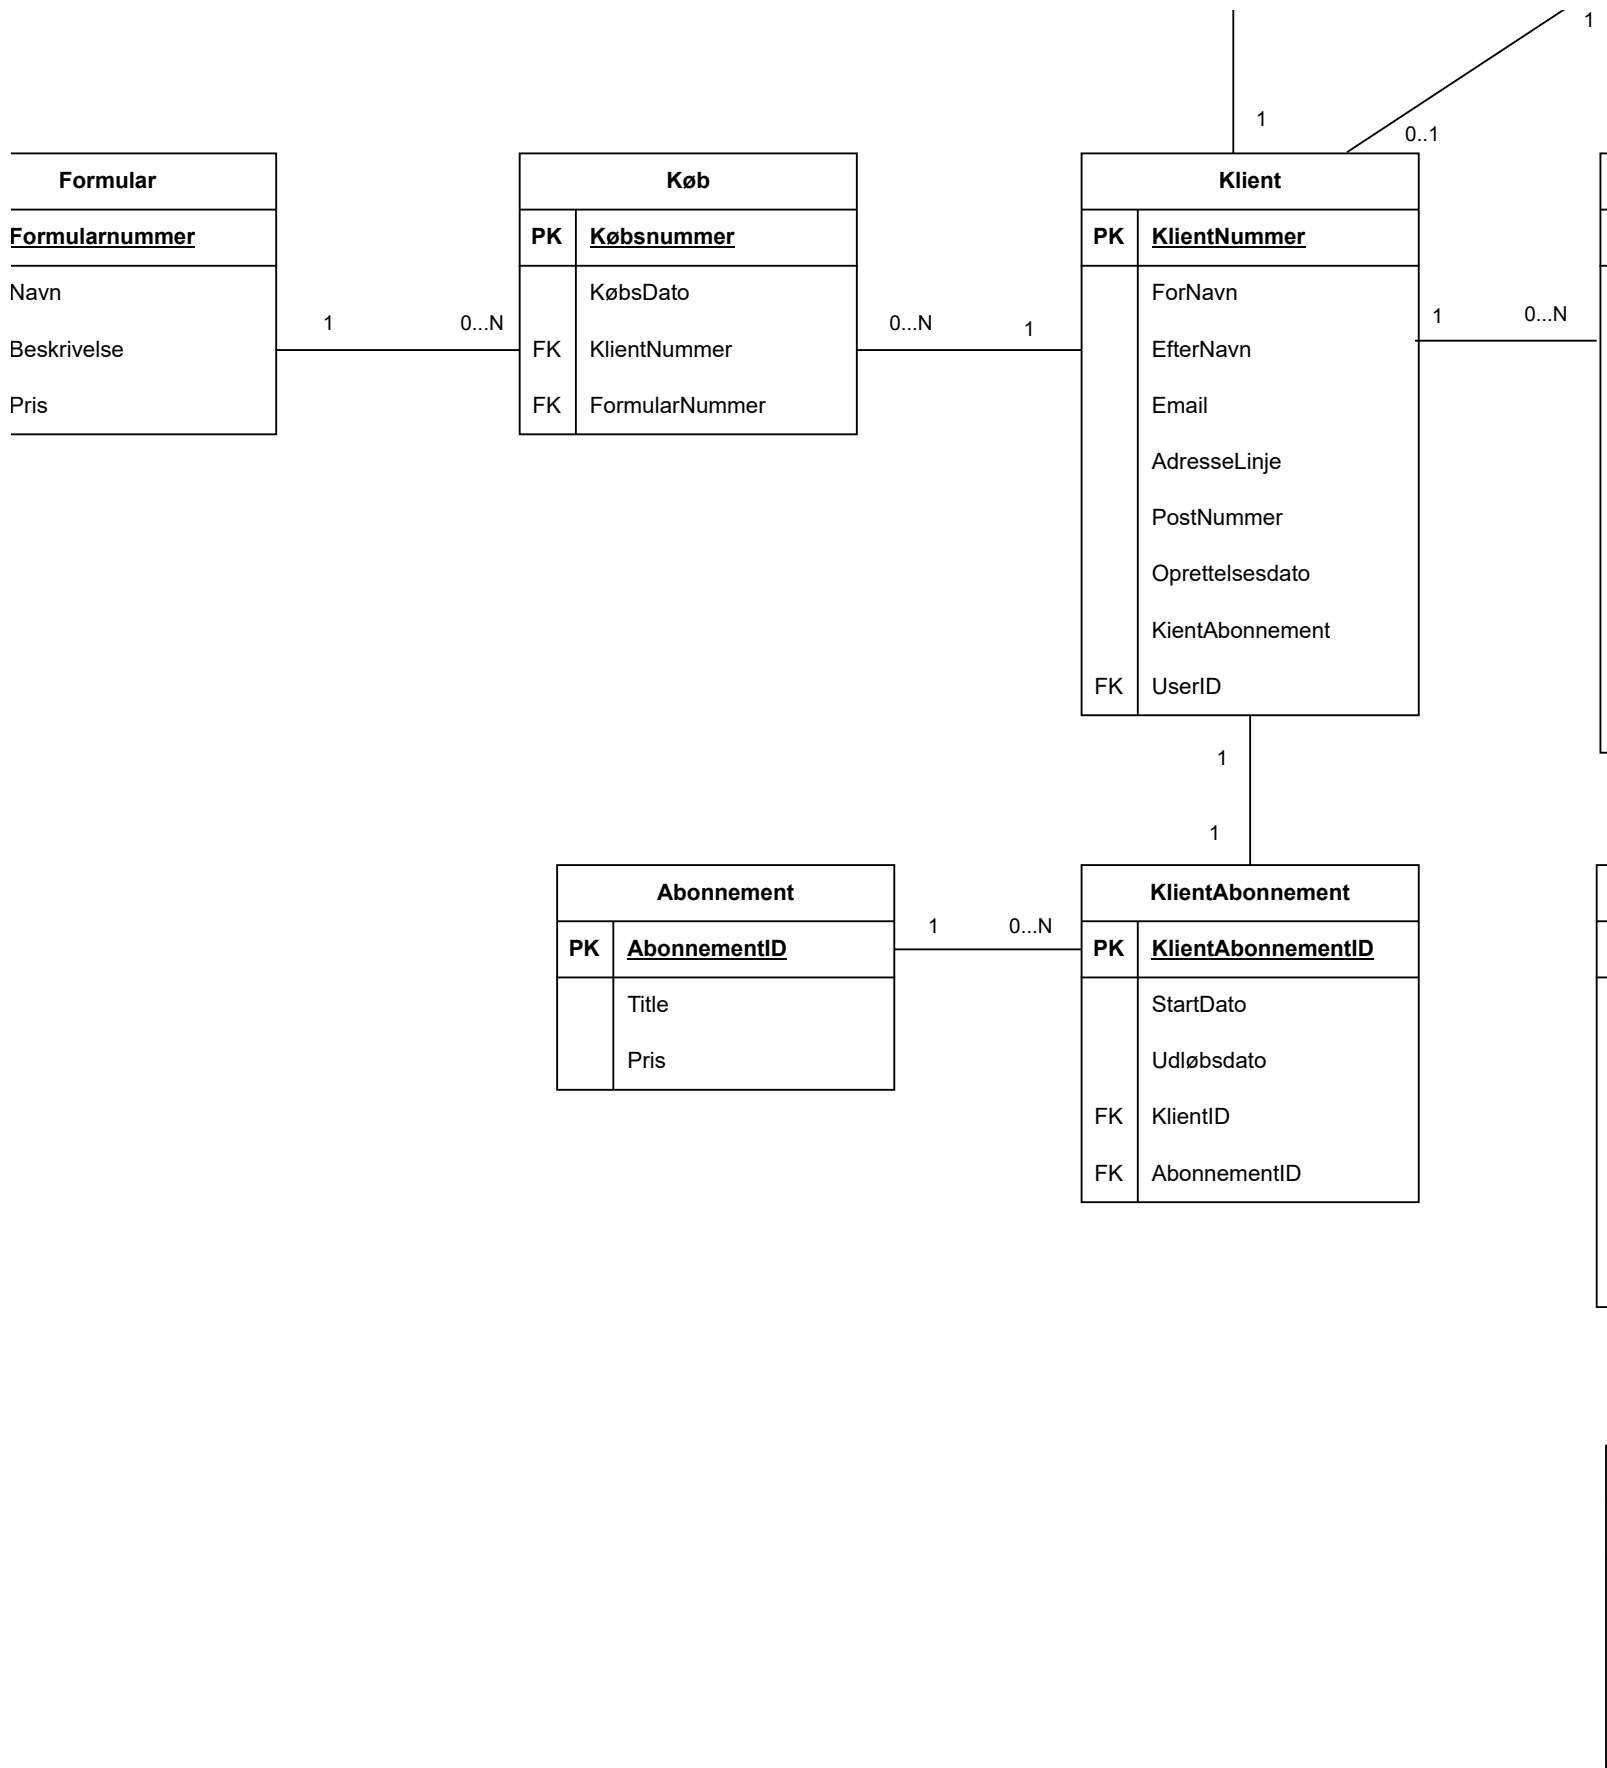 1
1
0..1
Formular
Formularnummer
Navn
Beskrivelse
Pris
1
0...N
Køb
PK Købsnummer
KøbsDato
FK KlientNummer
FK FormularNummer
0...N
1
Klient
PK KlientNummer
ForNavn
EfterNavn
Email
AdresseLinje
PostNummer
Oprettelsesdato
KientAbonnement
FK UserID
1
0...N
1
1
Abonnement
PK AbonnementID
Title
Pris
1
0...N
KlientAbonnement
PK KlientAbonnementID
StartDato
Udløbsdato
FK KlientID
FK AbonnementID